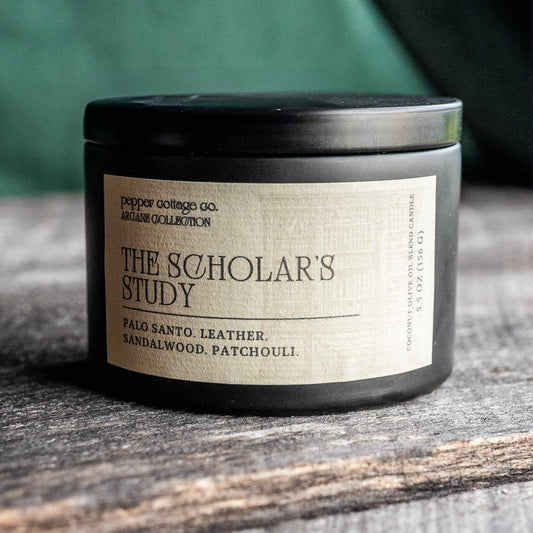 pepper cottage co.
ARCANE COLLECTION
THE SCHOLAR'S
STUDY
PALO SANTO. LEATHER.
SANDALWOOD. PATCHOULI.
COCONUT OLIVE OIL BLEND CANDLE
5.5 OZ (156 G)